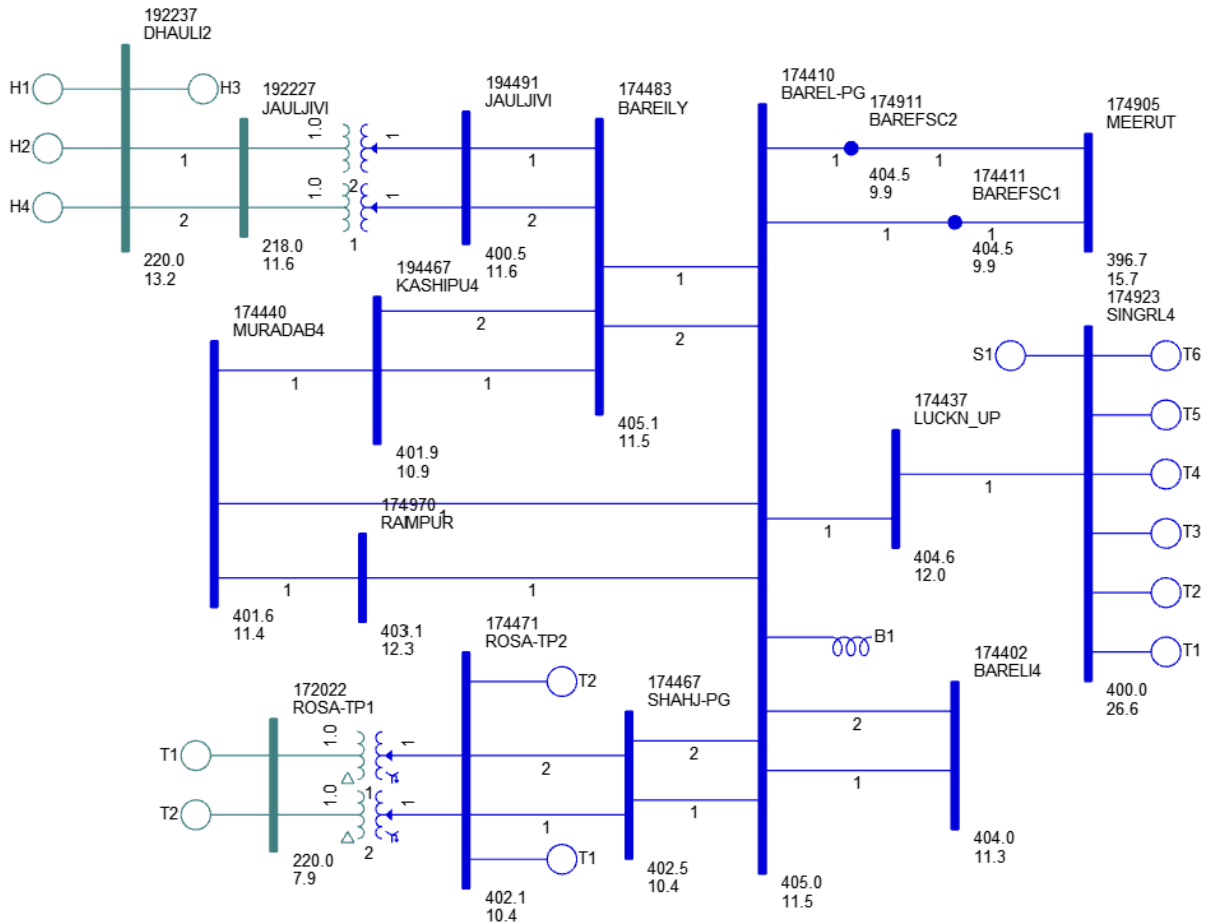 192237
DHAULI2
H1
H3
H2
H4
1
2
220.0
13.2
192227
JAULJIVI
1.0
1
2
1.0
1
1
218.0
11.6
194491
JAULJIVI
1
2
400.5
11.6
174483
BAREILY
1
2
405.1
11.5
194467
KASHIPU4
2
1
401.9
10.9
174440
MURADAB4
1
1
1
401.6
11.4
174970
RAMPUR
1
403.1
12.3
174410
BAREL-PG
1
1
174911
BAREFSC2
1
404.5
9.9
174411
BAREFSC1
1
404.5
9.9
174905
MEERUT
396.7
15.7
174923
SINGRL4
S1
T6
T5
T4
T3
T2
T1
400.0
26.6
174437
LUCKN_UP
1
1
404.6
12.0
B1
174402
BARELI4
2
1
404.0
11.3
174471
ROSA-TP2
T2
2
1
T1
402.1
10.4
174467
SHAHJ-PG
2
1
402.5
10.4
405.0
11.5
172022
ROSA-TP1
T1
T2
1.0
1
1
1.0
1
2
220.0
7.9